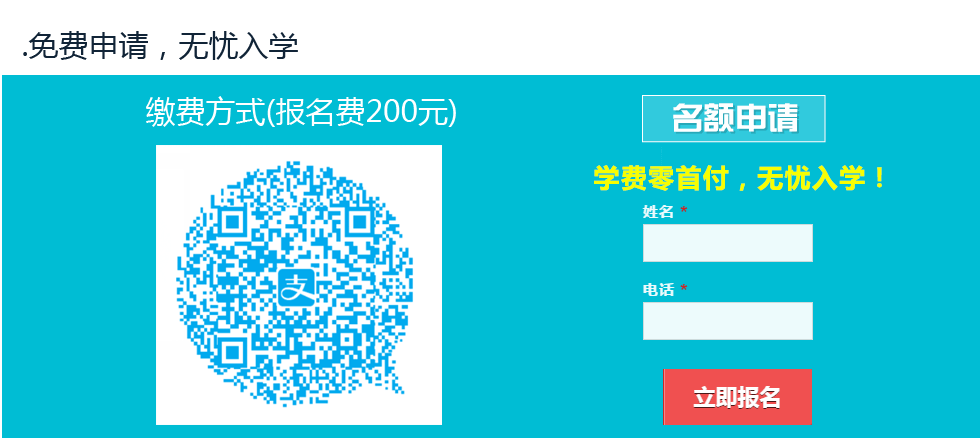 .免费申请，无忧入学
缴费方式(报名费200元)
支
名额申请
学费零首付，无忧入学！
姓名 *
电话 *
立即报名